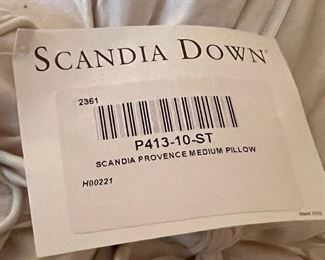 SCANDIA DOWN®
2361
P413-10-ST
SCANDIA PROVENCE MEDIUM PILLOW
H00221